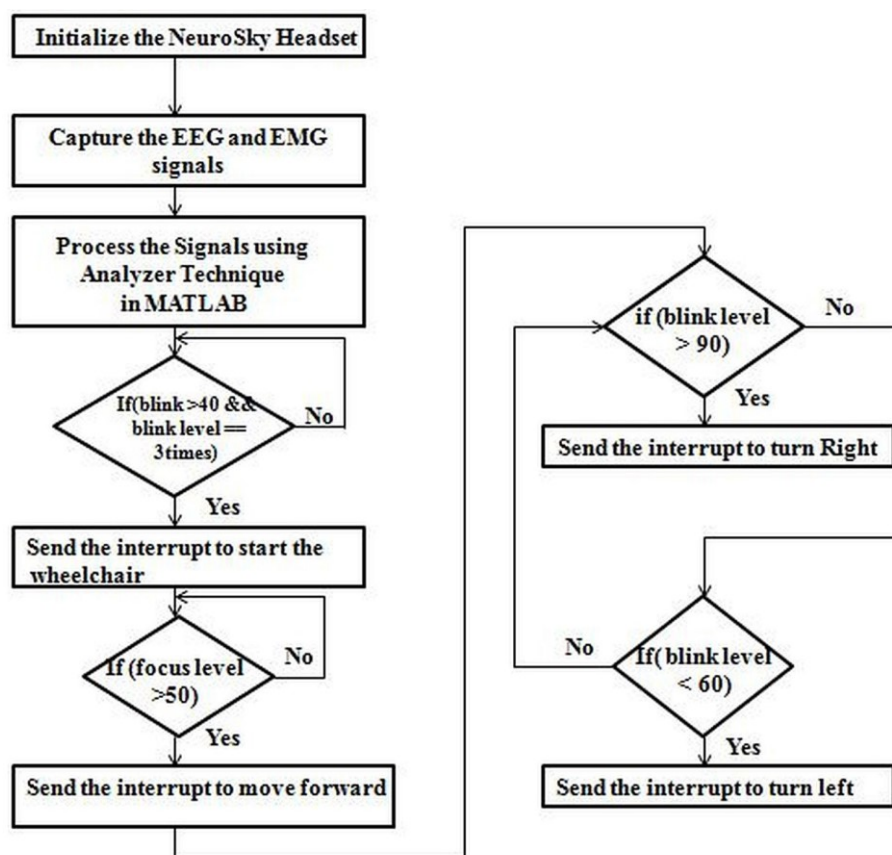 Initialize the NeuroSky Headset
Capture the EEG and EMG
signals
Process the Signals using
Analyzer Technique
in MATLAB
If(blink >40 &&
blink level ==
3times)
No
Yes
Send the interrupt to start the
wheelchair
If (focus level
>50)
No
Yes
Send the interrupt to move forward
if (blink level
> 90)
No
Yes
Send the interrupt to turn Right
If( blink level
< 60)
No
Yes
Send the interrupt to turn left